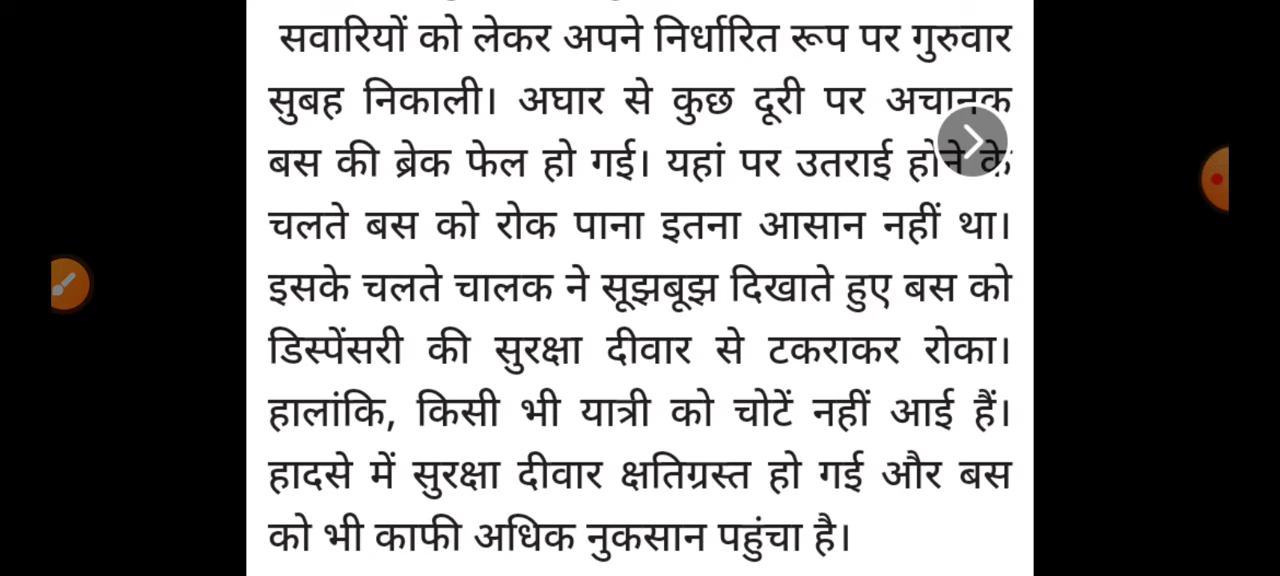 सवारियों को लेकर अपने निर्धारित रूप पर गुरुवार
सुबह निकाली। अघार से कुछ दूरी पर अचानक
बस की ब्रेक फेल हो गई। यहां पर उतराई होने के
चलते बस को रोक पाना इतना आसान नहीं था।
इसके चलते चालक ने सूझबूझ दिखाते हुए बस को
डिस्पेंसरी की सुरक्षा दीवार से टकराकर रोका।
हालांकि, किसी भी यात्री को चोटें नहीं आई हैं।
हादसे में सुरक्षा दीवार क्षतिग्रस्त हो गई और बस
को भी काफी अधिक नुकसान पहुंचा है।